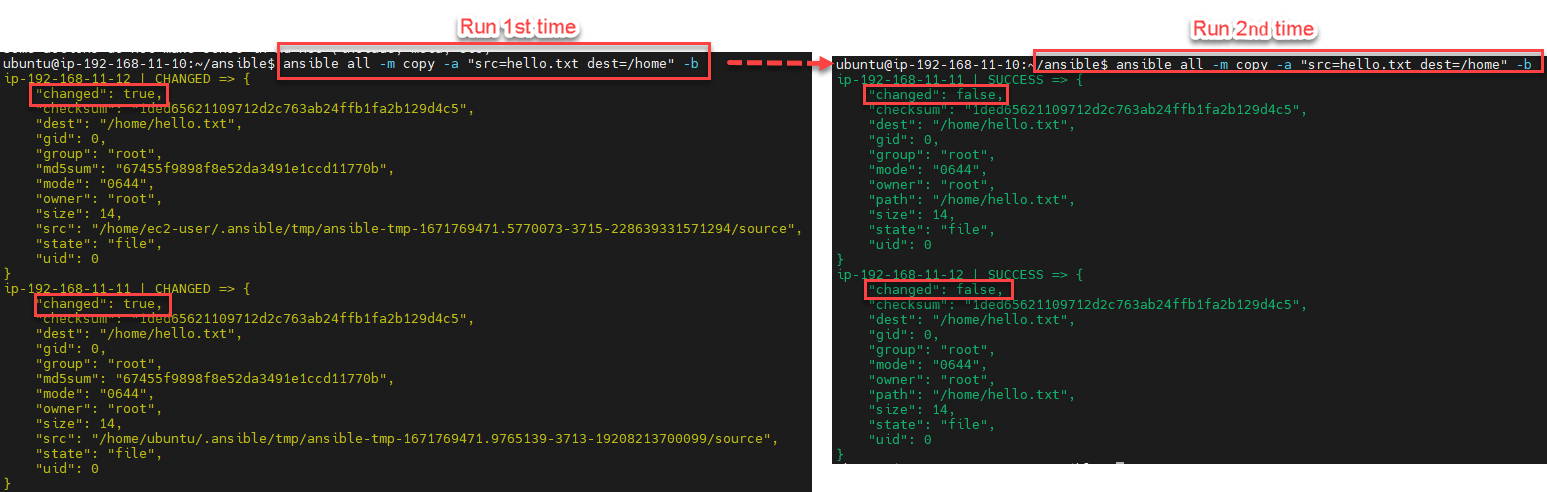 Run 1st time
ubuntu@ip-192-168-11-10:~/ansible$ ansible all -m copy -a "src=hello.txt dest=/home" -b
ip-192-168-11-12 | CHANGED => {
"changed": true,
"checksum": "1ded65621109712d2c763ab24ffb1fa2b129d4c5",
"dest": "/home/hello.txt",
"gid": 0,
"group": "root",
"md5sum": "67455f9898f8e52da3491e1ccd11770b",
"mode": "0644",
"owner": "root",
"size": 14,
"src": "/home/ec2-user/.ansible/tmp/ansible-tmp-1671769471.5770073-3715-228639331571294/source",
"state": "file",
"uid": 0
}
ip-192-168-11-11 | CHANGED => {
"changed": true,
"checksum": "1ded65621109712d2c763ab24ffb1fa2b129d4c5",
"dest": "/home/hello.txt",
"gid": 0,
"group": "root",
"md5sum": "67455f9898f8e52da3491e1ccd11770b",
"mode": "0644",
"owner": "root",
"size": 14,
"src": "/home/ubuntu/.ansible/tmp/ansible-tmp-1671769471.9765139-3713-19208213700099/source",
"state": "file",
"uid": 0
}
Run 2nd time
ubuntu@ip-192-168-11-10:~/ansible$ ansible all -m copy -a "src=hello.txt dest=/home" -b
ip-192-168-11-11 | SUCCESS => {
"changed": false,
"checksum": "1ded65621109712d2c763ab24ffb1fa2b129d4c5",
"dest": "/home/hello.txt",
"gid": 0,
"group": "root",
"mode": "0644",
"owner": "root",
"path": "/home/hello.txt",
"size": 14,
"state": "file",
"uid": 0
}
ip-192-168-11-12 | SUCCESS => {
"changed": false,
"checksum": "1ded65621109712d2c763ab24ffb1fa2b129d4c5",
"dest": "/home/hello.txt",
"gid": 0,
"group": "root",
"mode": "0644",
"owner": "root",
"path": "/home/hello.txt",
"size": 14,
"state": "file",
"uid": 0
}